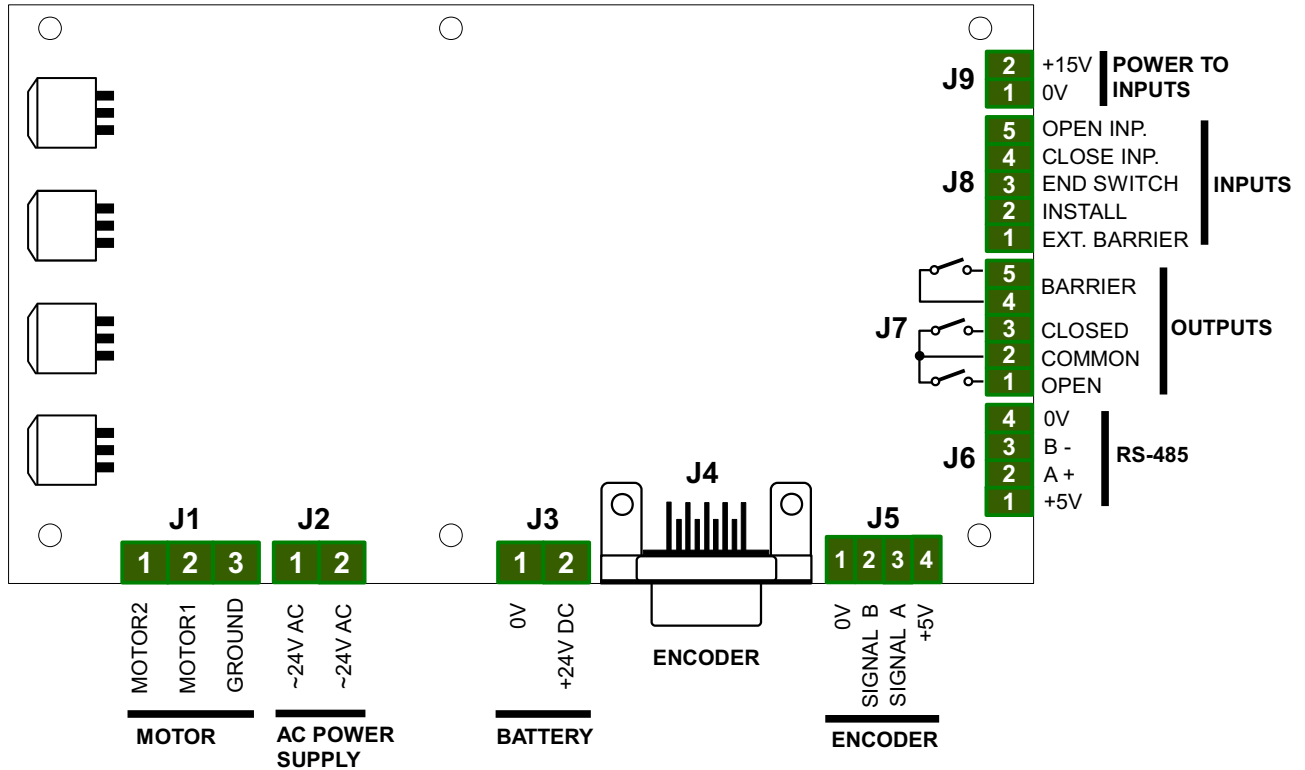 J9
2 +15V
1 0V
POWER TO
INPUTS
J8
5 OPEN INP.
4 CLOSE INP.
3 END SWITCH
2 INSTALL
1 EXT. BARRIER
INPUTS
J7
5
4
BARRIER
3 CLOSED
2 COMMON
1 OPEN
OUTPUTS
J6
4 0V
3 B -
2 A +
1 +5V
RS-485
J1
1 2 3
MOTOR2
MOTOR1
GROUND
MOTOR
J2
1 2
~24V AC
~24V AC
AC POWER
SUPPLY
J3
1 2
0V
+24V DC
BATTERY
J4
ENCODER
J5
1 2 3 4
0V
SIGNAL B
SIGNAL A
+5V
ENCODER